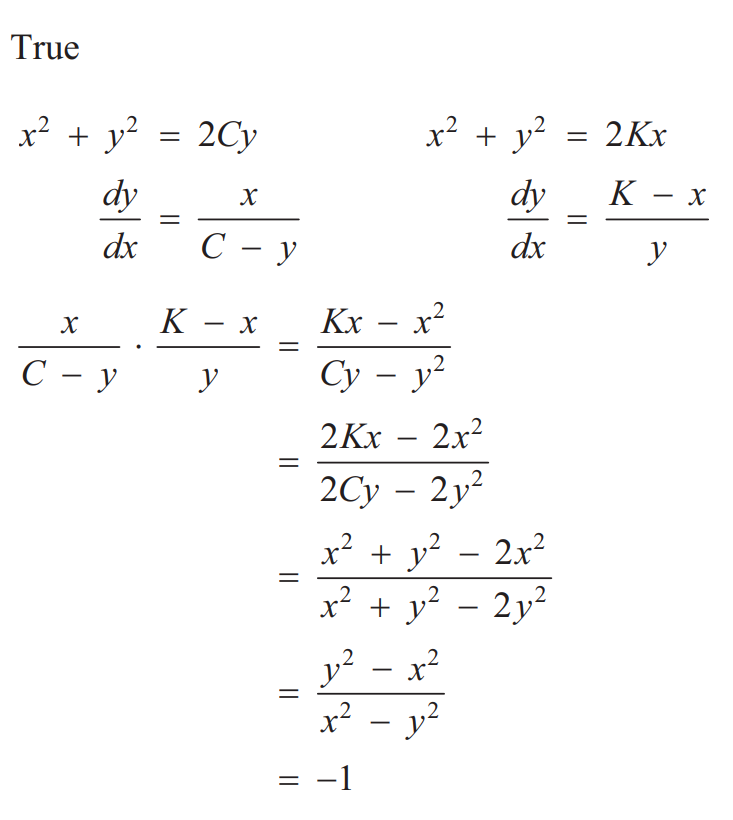 True
x² + y² = 2Cy    x² + y² = 2Kx
dy/dx = x/(C − y)    dy/dx = (K − x)/y
x/(C − y) · (K − x)/y = (Kx − x²)/(Cy − y²)
= (2Kx − 2x²)/(2Cy − 2y²)
= (x² + y² − 2x²)/(x² + y² − 2y²)
= (y² − x²)/(x² − y²)
= −1